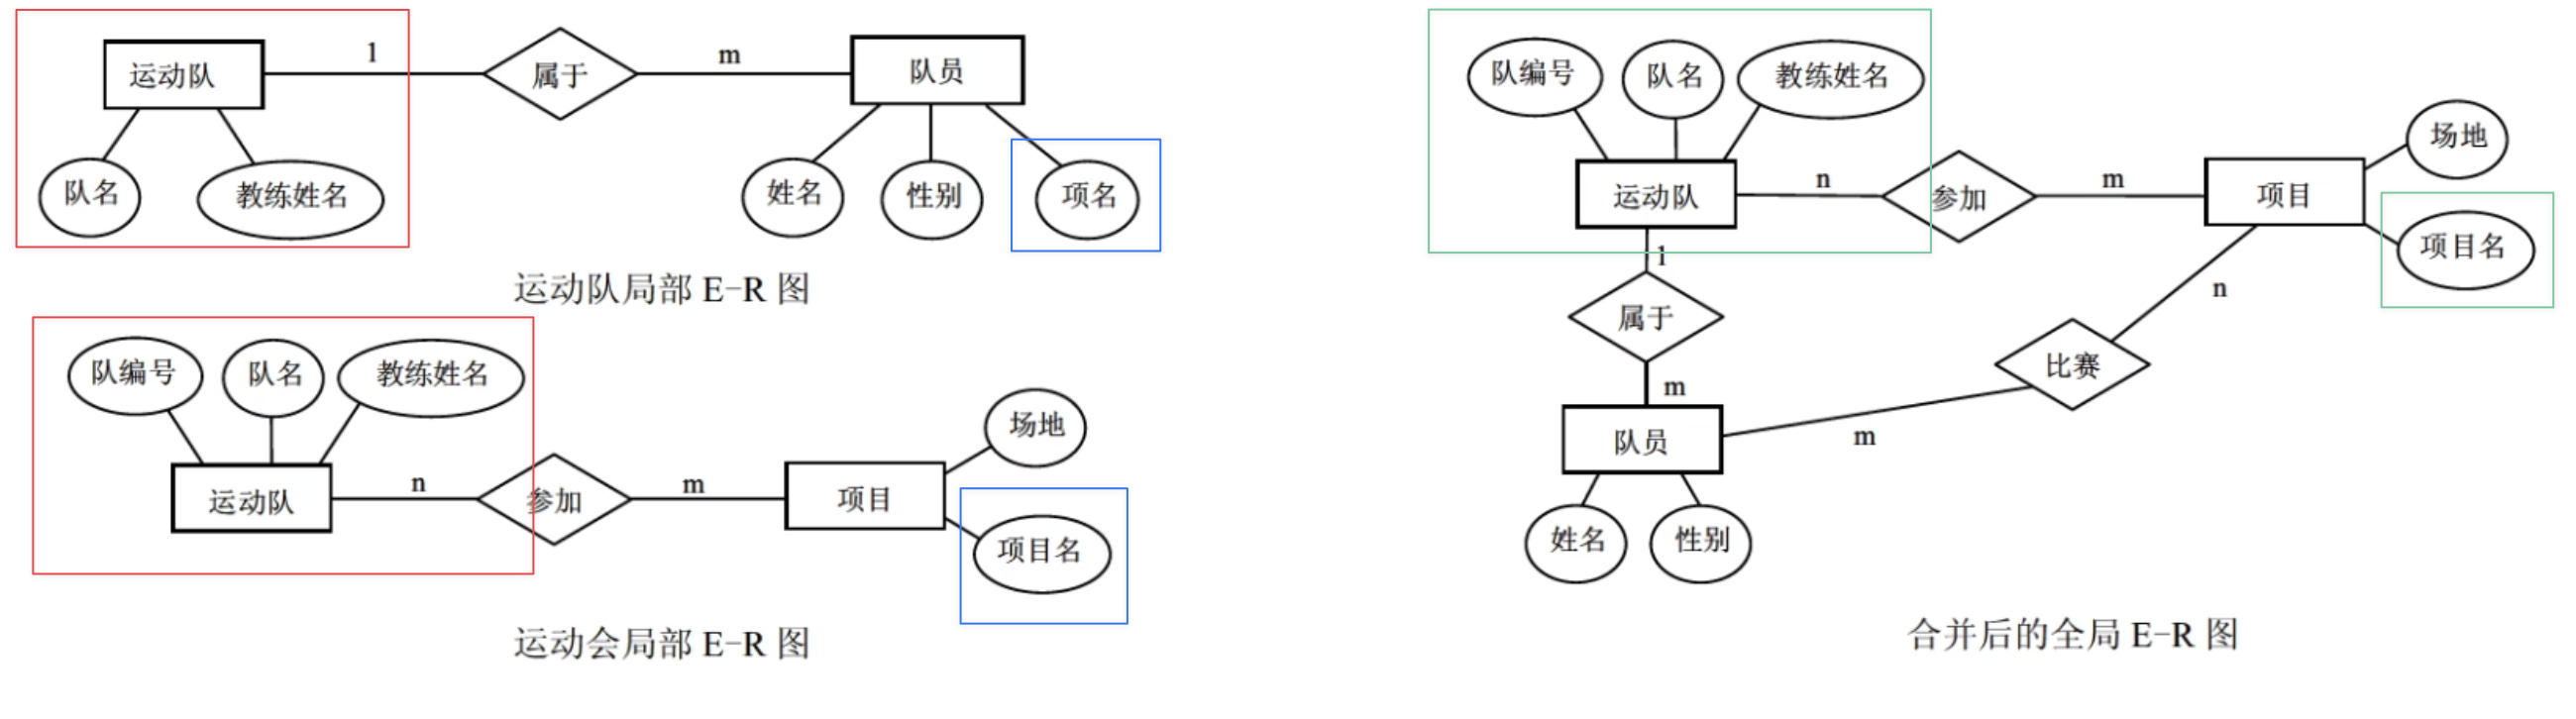 运动队
1
属于
m
队员
队名
教练姓名
姓名
性别
项名
运动队局部 E-R 图
队编号
队名
教练姓名
运动队
n
参加
m
项目
场地
项目名
运动会局部 E-R 图
队编号
队名
教练姓名
运动队
n
参加
m
项目
场地
项目名
1
属于
m
队员
姓名
性别
m
比赛
n
合并后的全局 E-R 图